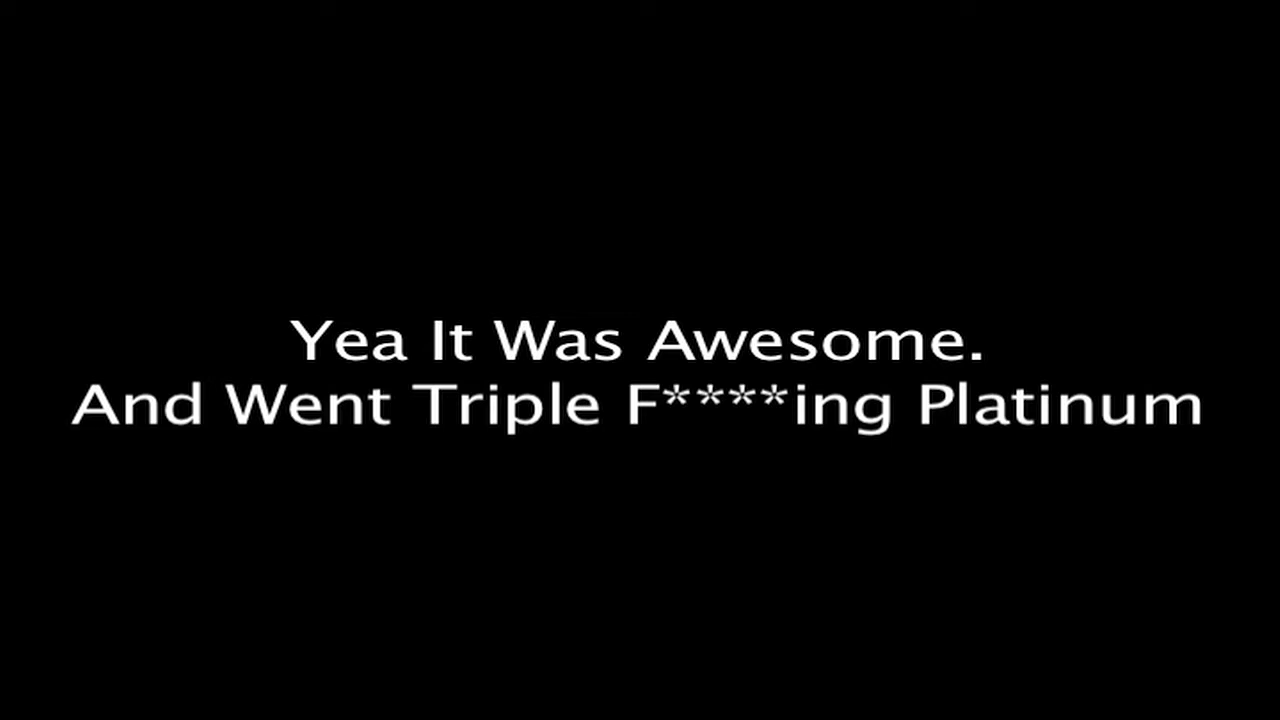 Yea It Was Awesome.
And Went Triple F****ing Platinum